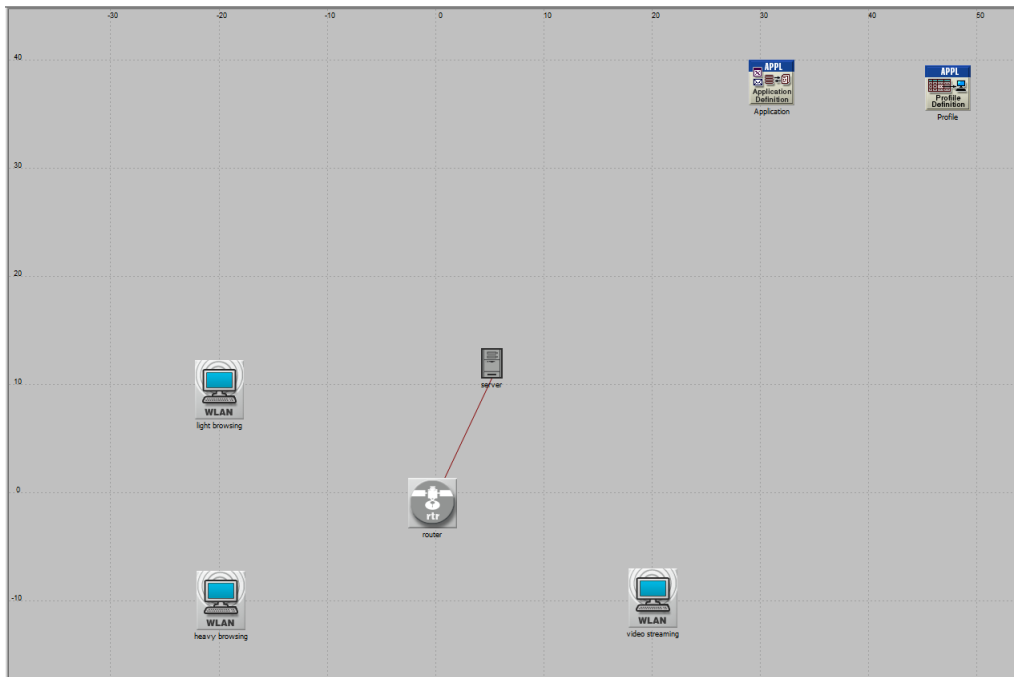 -30
-20
-10
0
10
20
30
40
50
40
30
20
10
0
-10
APPL
Application
Definition
Application
APPL
Profile
Definition
Profile
server
WLAN
light browsing
rtr
router
WLAN
heavy browsing
WLAN
video streaming